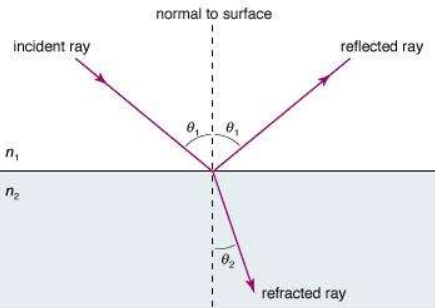 normal to surface
incident ray
reflected ray
θ1 θ1
n1
n2
θ2
refracted ray